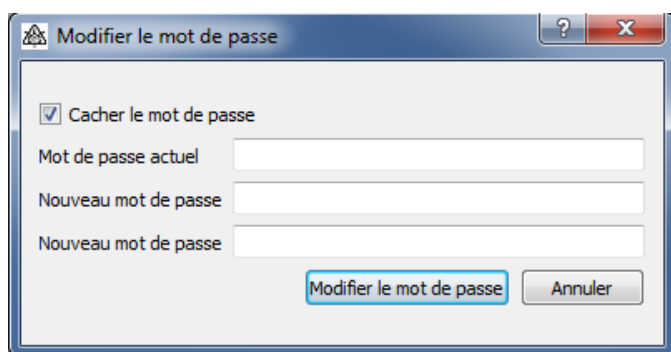 Modifier le mot de passe
Cacher le mot de passe
Mot de passe actuel
Nouveau mot de passe
Nouveau mot de passe
Modifier le mot de passe Annuler